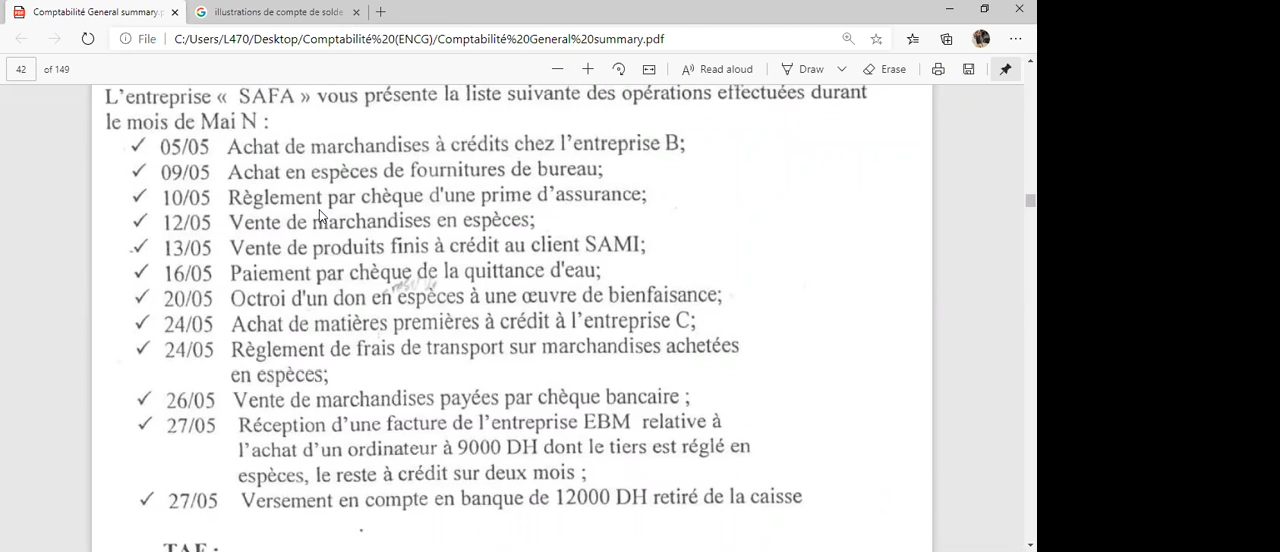 Comptabilité General summary.p
illustrations de compte de solde
File C:/Users/L470/Desktop/Comptabilité%20(ENCG)/Comptabilité%20General%20summary.pdf
42 of 149 Read aloud Draw Erase
L'entreprise « SAFA » vous présente la liste suivante des opérations effectuées durant
le mois de Mai N :
✓ 05/05 Achat de marchandises à crédits chez l'entreprise B;
✓ 09/05 Achat en espèces de fournitures de bureau;
✓ 10/05 Règlement par chèque d'une prime d'assurance;
✓ 12/05 Vente de marchandises en espèces;
✓ 13/05 Vente de produits finis à crédit au client SAMI;
✓ 16/05 Paiement par chèque de la quittance d'eau;
✓ 20/05 Octroi d'un don en espèces à une œuvre de bienfaisance;
✓ 24/05 Achat de matières premières à crédit à l'entreprise C;
✓ 24/05 Règlement de frais de transport sur marchandises achetées
en espèces;
✓ 26/05 Vente de marchandises payées par chèque bancaire ;
✓ 27/05 Réception d'une facture de l'entreprise EBM relative à
l'achat d'un ordinateur à 9000 DH dont le tiers est réglé en
espèces, le reste à crédit sur deux mois ;
✓ 27/05 Versement en compte en banque de 12000 DH retiré de la caisse
TAF :